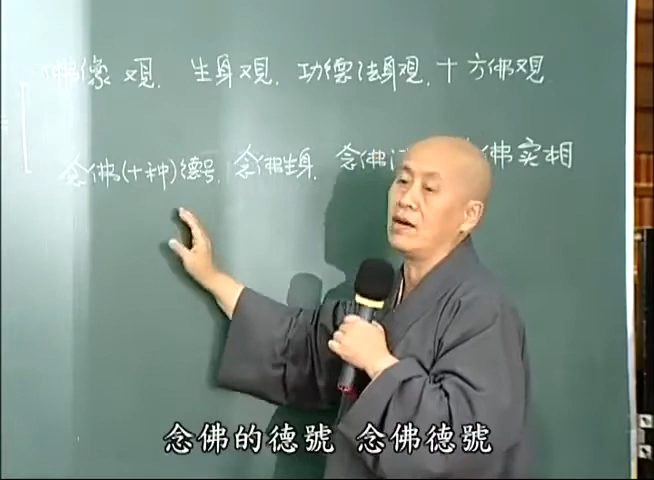 佛像观. 生身观. 功德法身观. 十方佛观
念佛(十种)德号. 念佛生身. 念佛 佛实相
念佛的德號 念佛德號